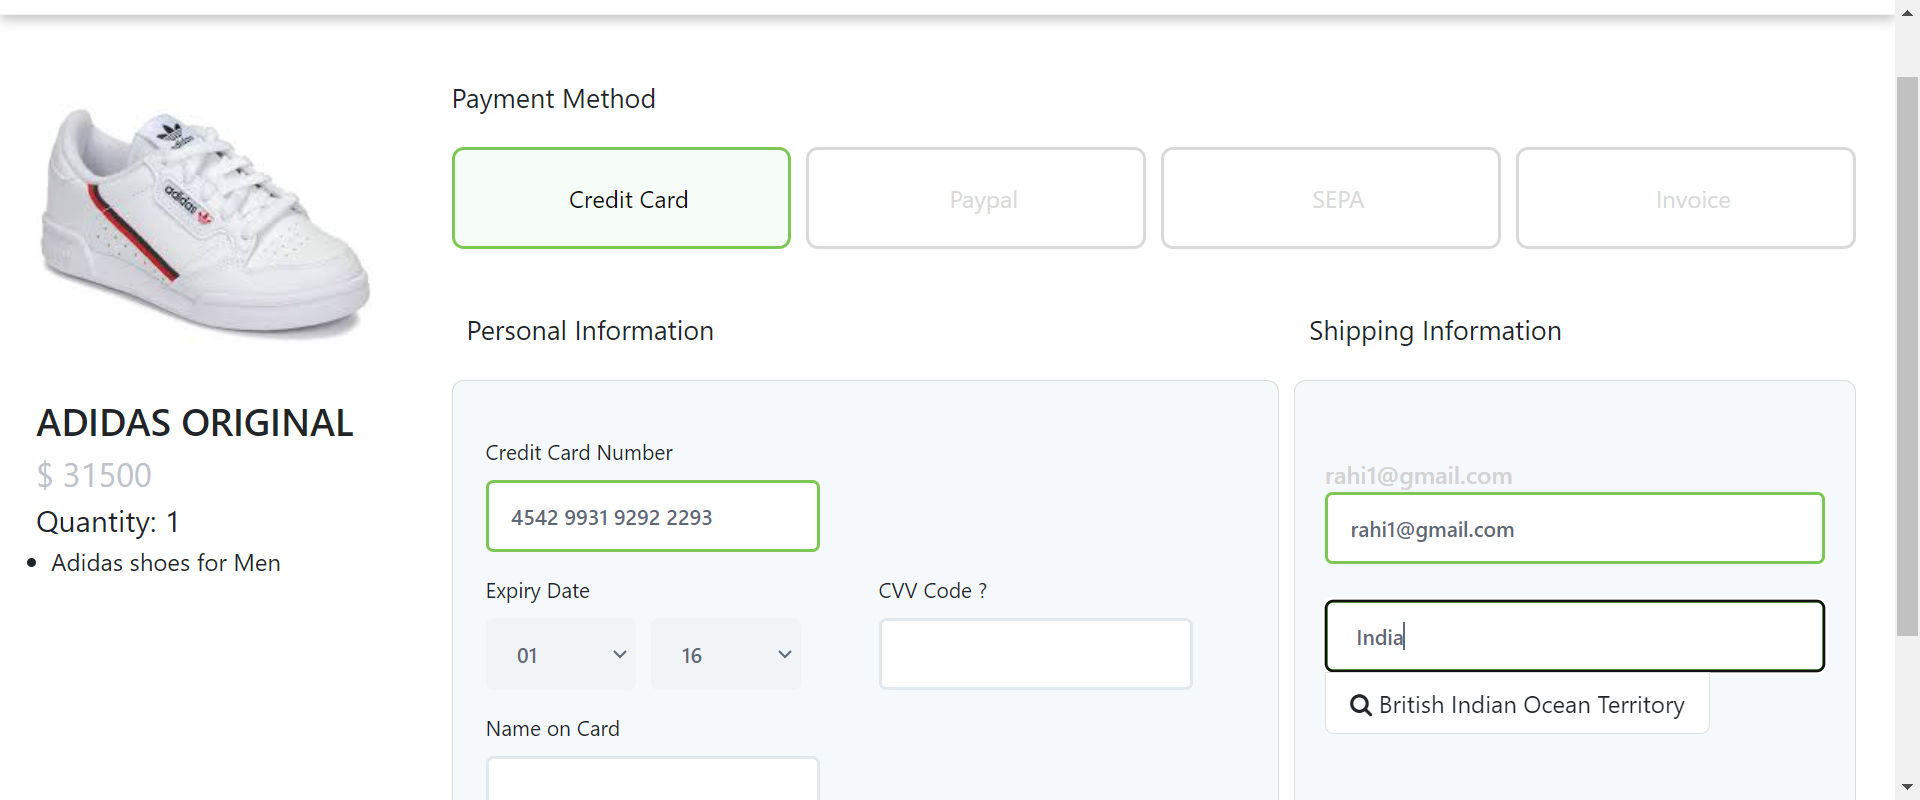 Payment Method
Credit Card
Paypal
SEPA
Invoice
adidas
adidas
ADIDAS ORIGINAL
$ 31500
Quantity: 1
Adidas shoes for Men
Personal Information
Credit Card Number
4542 9931 9292 2293
Expiry Date
CVV Code ?
01
16
Name on Card
Shipping Information
rahi1@gmail.com
rahi1@gmail.com
India
British Indian Ocean Territory